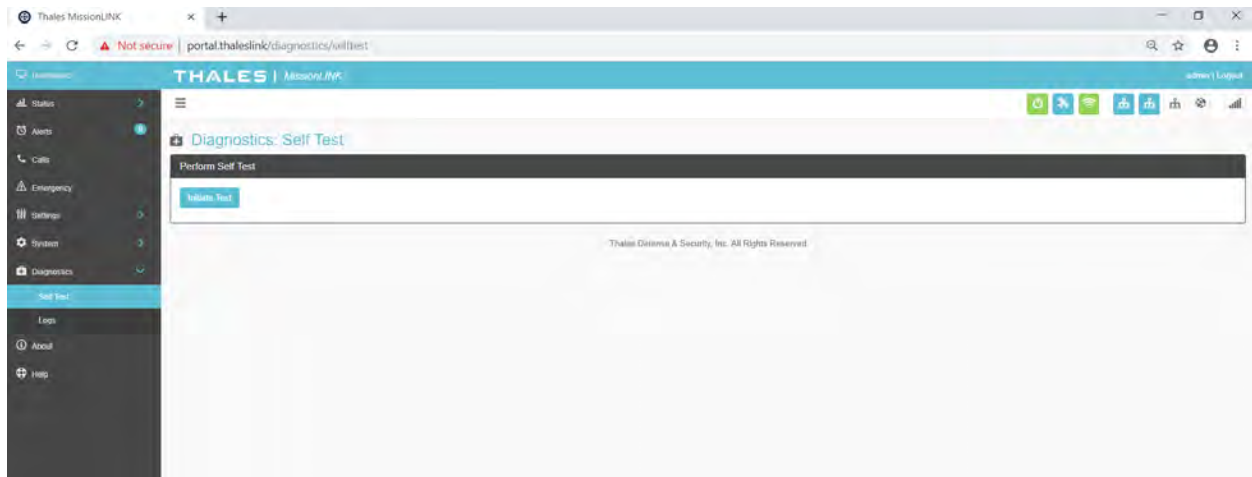 Thales MissionLINK
Not secure | portal.thaleslink/diagnostics/selftest
Dashboard
THALES | MissionLINK
admin | Logout
Status
Alerts
Calls
Emergency
Settings
System
Diagnostics
Self Test
Logs
About
Help
Diagnostics: Self Test
Perform Self Test
Initiate Test
Thales Defense & Security, Inc. All Rights Reserved.